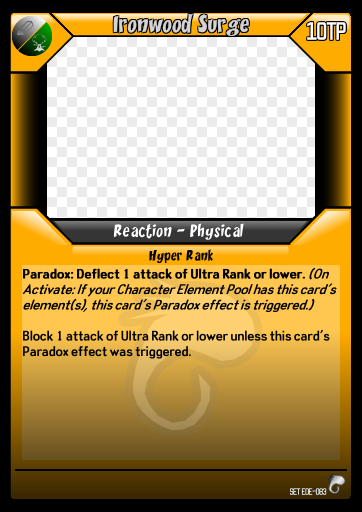 Ironwood Surge
10TP
Reaction - Physical
Hyper Rank
Paradox: Deflect 1 attack of Ultra Rank or lower. (On
Activate: If your Character Element Pool has this card's
element(s), this card's Paradox effect is triggered.)
Block 1 attack of Ultra Rank or lower unless this card's
Paradox effect was triggered.
SET EOE-083